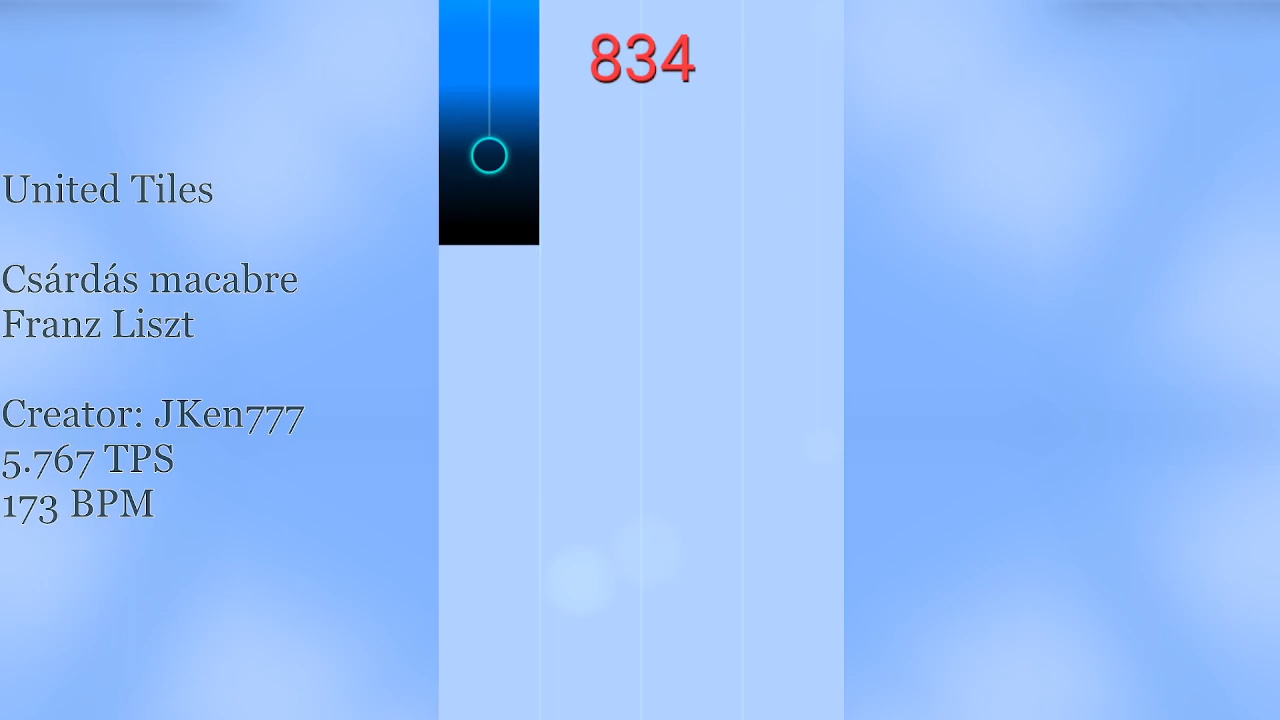 834
United Tiles
Csárdás macabre
Franz Liszt
Creator: JKen777
5.767 TPS
173 BPM